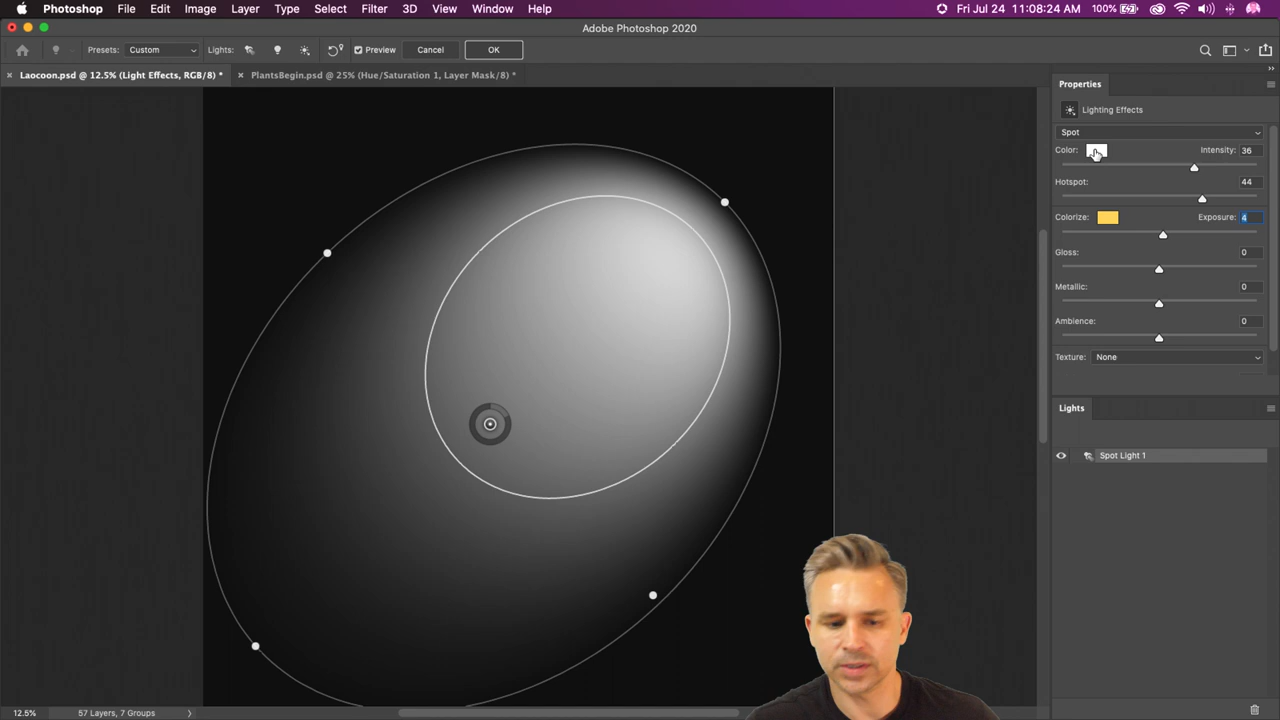 Photoshop File Edit Image Layer Type Select Filter 3D View Window Help Fri Jul 24 11:08:24 AM 100%
Adobe Photoshop 2020
Presets: Custom Lights: Preview Cancel OK
× Laocoon.psd @ 12.5% (Light Effects, RGB/8) * × PlantsBegin.psd @ 25% (Hue/Saturation 1, Layer Mask/8) *
Properties
Lighting Effects
Spot
Color: Intensity: 36
Hotspot: 44
Colorize: Exposure: 4
Gloss: 0
Metallic: 0
Ambience: 0
Texture: None
Lights
Spot Light 1
12.5% 57 Layers, 7 Groups